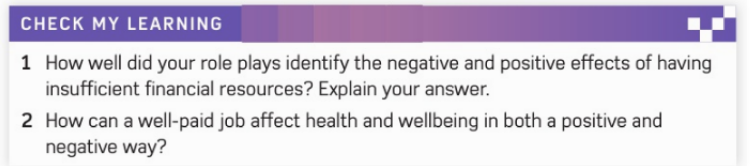 CHECK MY LEARNING
1 How well did your role plays identify the negative and positive effects of having
insufficient financial resources? Explain your answer.
2 How can a well-paid job affect health and wellbeing in both a positive and
negative way?